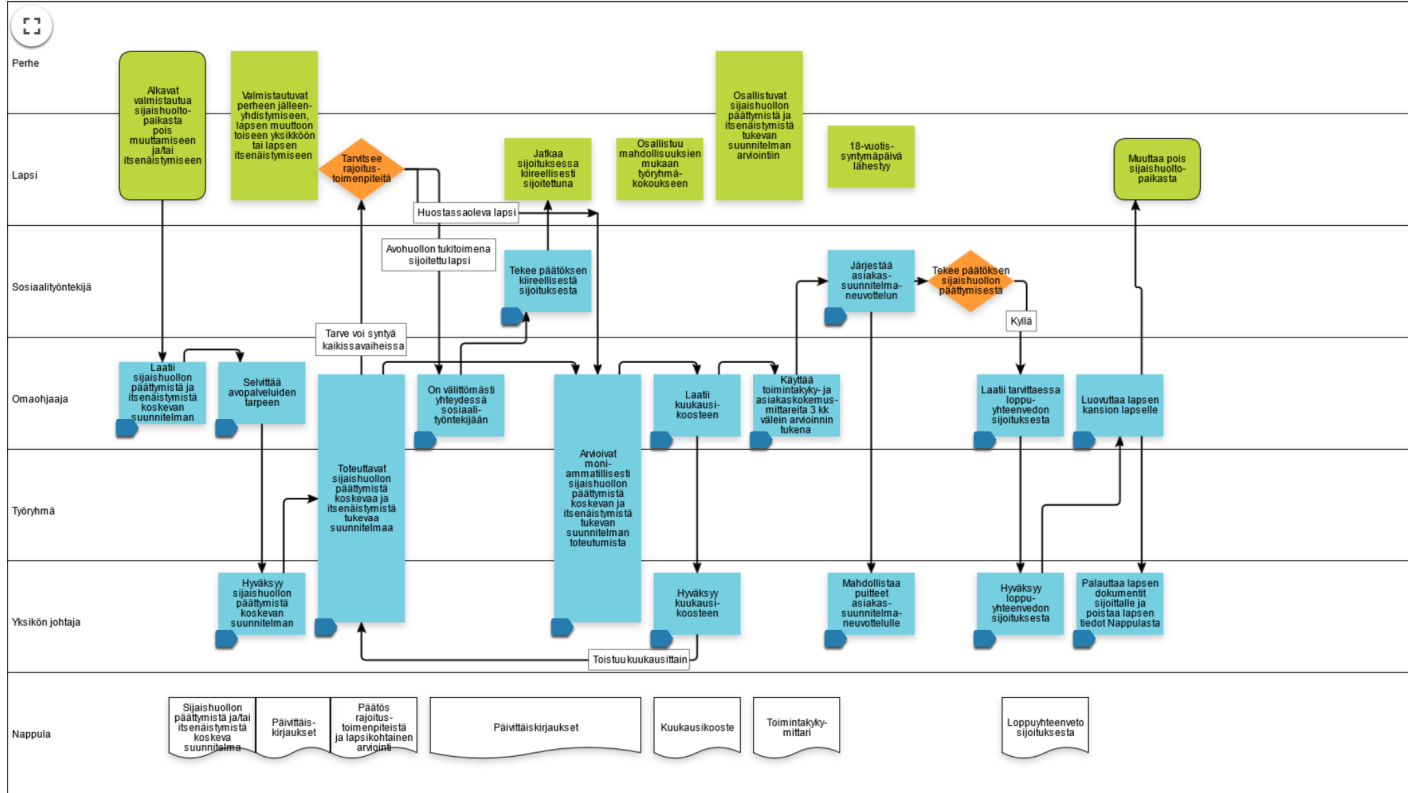 Perhe
Alkavat
valmistautua
sijaishuolto-
paikasta
pois
muuttamiseen
ja/tai
itsenäistymiseen
Valmistautuvat
perheen jälleen-
yhdistymiseen,
lapsen muuttoon
toiseen yksikköön
tai lapsen
itsenäistymiseen
Osallistuvat
sijaishuollon
päättymistä ja
itsenäistymistä
tukevan
suunnitelman
arviointiin
Lapsi
Tarvitsee
rajoitus-
toimenpiteitä
Jatkaa
sijoituksessa
kiireellisesti
sijoitettuna
Osallistuu
mahdollisuuksien
mukaan
työryhmä-
kokoukseen
18-vuotis-
syntymäpäivä
lähestyy
Muuttaa pois
sijaishuolto-
paikasta
Huostassaoleva lapsi
Avohuollon tukitoimena
sijoitettu lapsi
Sosiaalityöntekijä
Tekee päätöksen
kiireellisestä
sijoituksesta
Järjestää
asiakas-
suunnitelma-
neuvottelun
Tekee päätöksen
sijaishuollon
päättymisestä
Kyllä
Tarve voi syntyä
kaikissavaiheissa
Omaohjaaja
Laatii
sijaishuollon
päättymistä ja
itsenäistymistä
koskevan
suunnitelman
Selvittää
avopalveluiden
tarpeen
On välittömästi
yhteydessä
sosiaali-
työntekijään
Laatii
kuukausi-
koosteen
Käyttää
toimintakyky- ja
asiakaskokemus-
mittareita 3 kk
välein arvioinnin
tukena
Laatii tarvittaessa
loppu-
yhteenvedon
sijoituksesta
Luovuttaa lapsen
kansion lapselle
Työryhmä
Toteuttavat
sijaishuollon
päättymistä
koskevaa ja
itsenäistymistä
tukevaa
suunnitelmaa
Arvioivat
moni-
ammatillisesti
sijaishuollon
päättymistä
koskevan ja
itsenäistymistä
tukevan
suunnitelman
toteutumista
Yksikön johtaja
Hyväksyy
sijaishuollon
päättymistä
koskevan
suunnitelman
Hyväksyy
kuukausi-
koosteen
Mahdollistaa
puitteet
asiakas-
suunnitelma-
neuvottelulle
Hyväksyy
loppu-
yhteenvedon
sijoituksesta
Palauttaa lapsen
dokumentit
sijoittalle ja
poistaa lapsen
tiedot Nappulasta
Toistuu kuukausittain
Nappula
Sijaishuollon
päättymistä ja/tai
itsenäistymistä
koskeva
suunnitelma
Päivittäis-
kirjaukset
Päätös
rajoitus-
toimenpiteistä
ja lapsikohtainen
arviointi
Päivittäiskirjaukset
Kuukausikooste
Toimintakyky-
mittari
Loppuyhteenveto
sijoituksesta